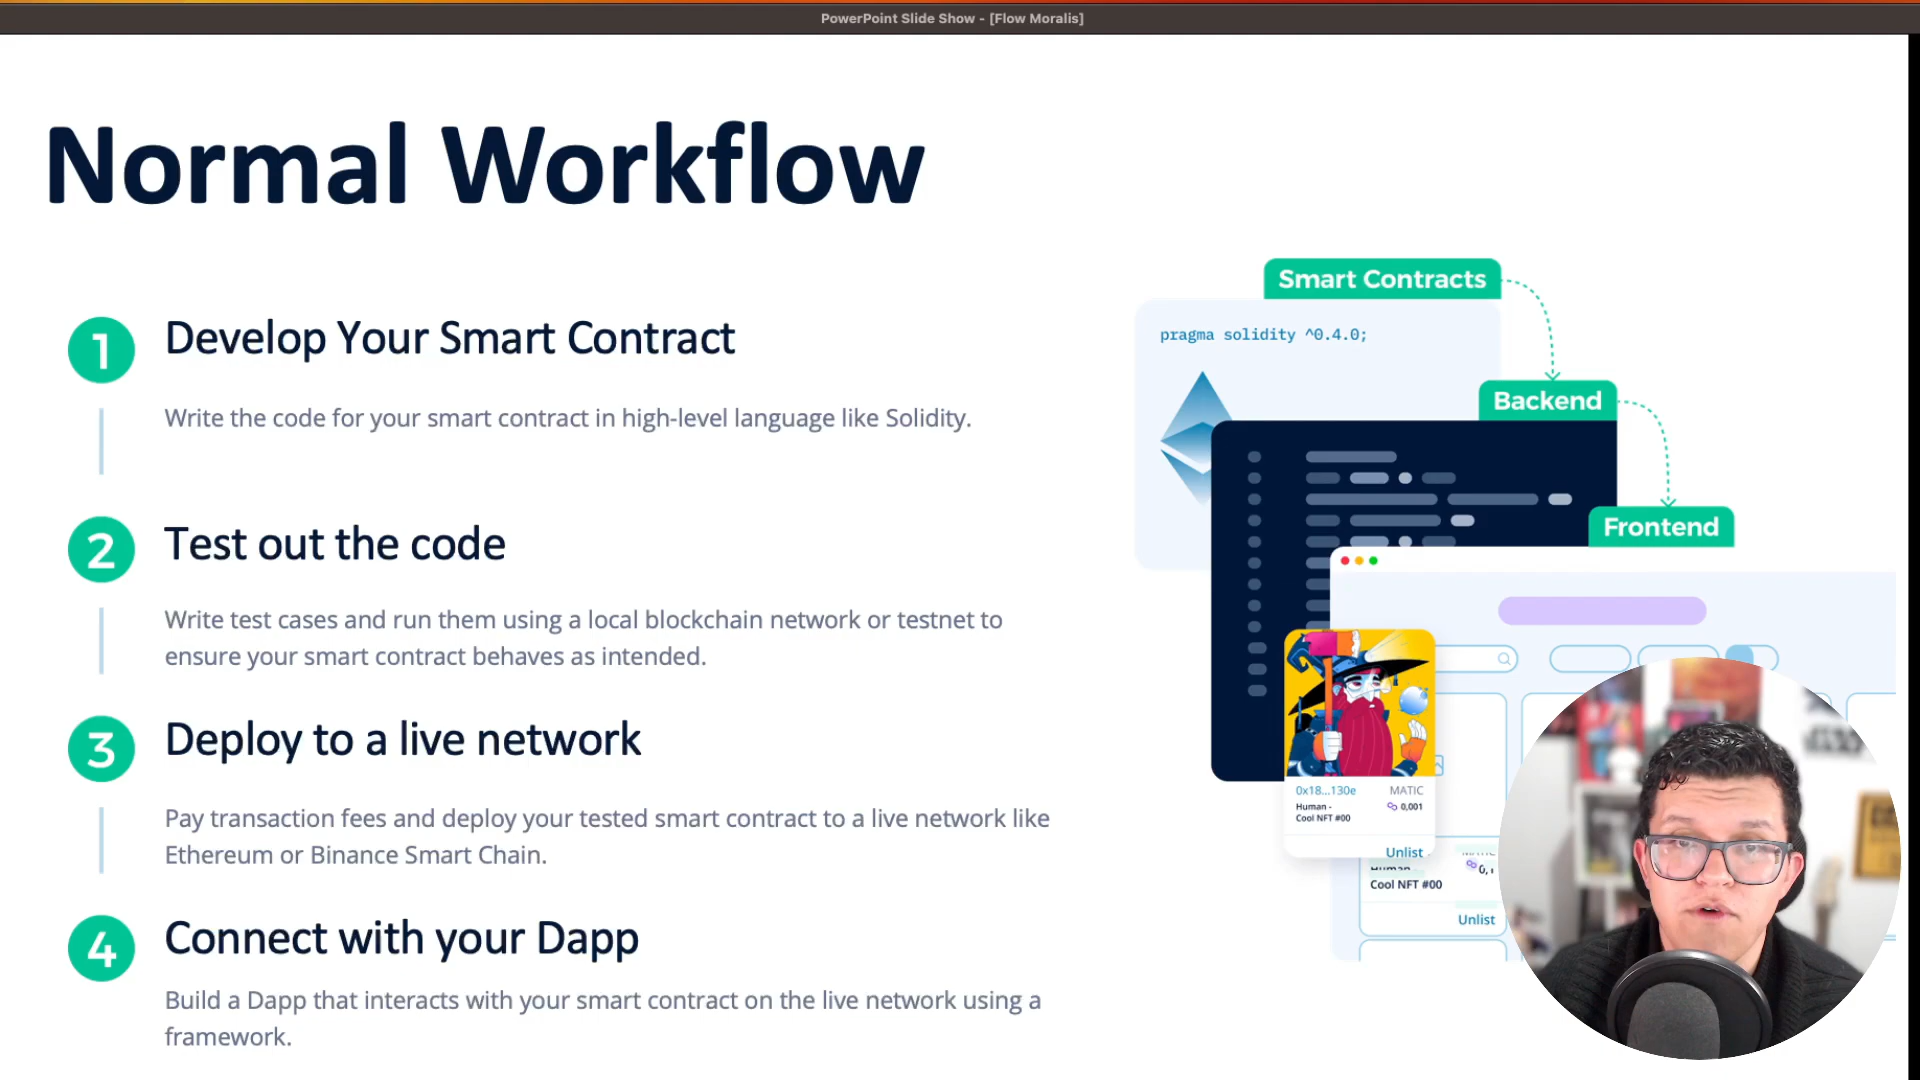 PowerPoint Slide Show - [Flow Moralis]
Normal Workflow
1
Develop Your Smart Contract
Write the code for your smart contract in high-level language like Solidity.
2
Test out the code
Write test cases and run them using a local blockchain network or testnet to
ensure your smart contract behaves as intended.
3
Deploy to a live network
Pay transaction fees and deploy your tested smart contract to a live network like
Ethereum or Binance Smart Chain.
4
Connect with your Dapp
Build a Dapp that interacts with your smart contract on the live network using a
framework.
Smart Contracts
pragma solidity ^0.4.0;
Backend
Frontend
0x18...130e MATIC
Human - 0,001
Cool NFT #00
Unlist
Human -
Cool NFT #00
Unlist